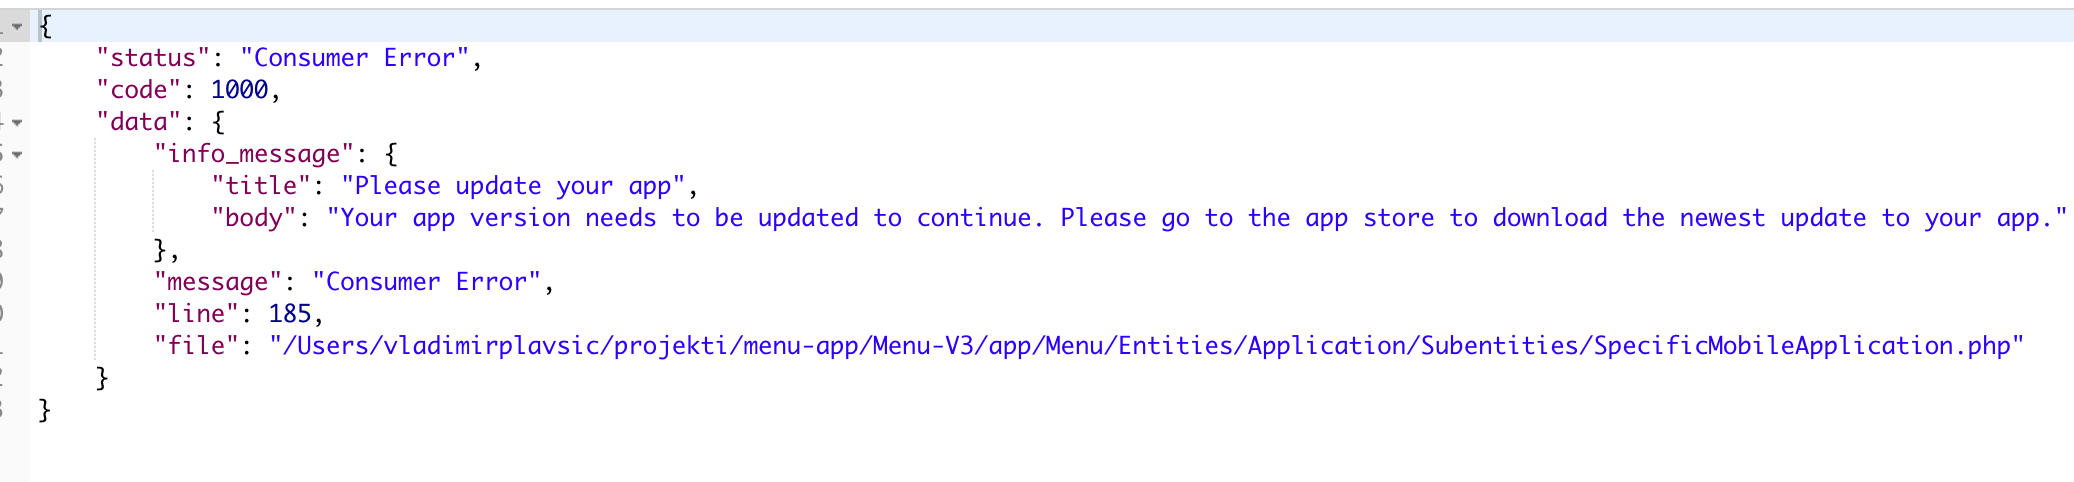 {
"status": "Consumer Error",
"code": 1000,
"data": {
"info_message": {
"title": "Please update your app",
"body": "Your app version needs to be updated to continue. Please go to the app store to download the newest update to your app."
},
"message": "Consumer Error",
"line": 185,
"file": "/Users/vladimirplavsic/projekti/menu-app/Menu-V3/app/Menu/Entities/Application/Subentities/SpecificMobileApplication.php"
}
}